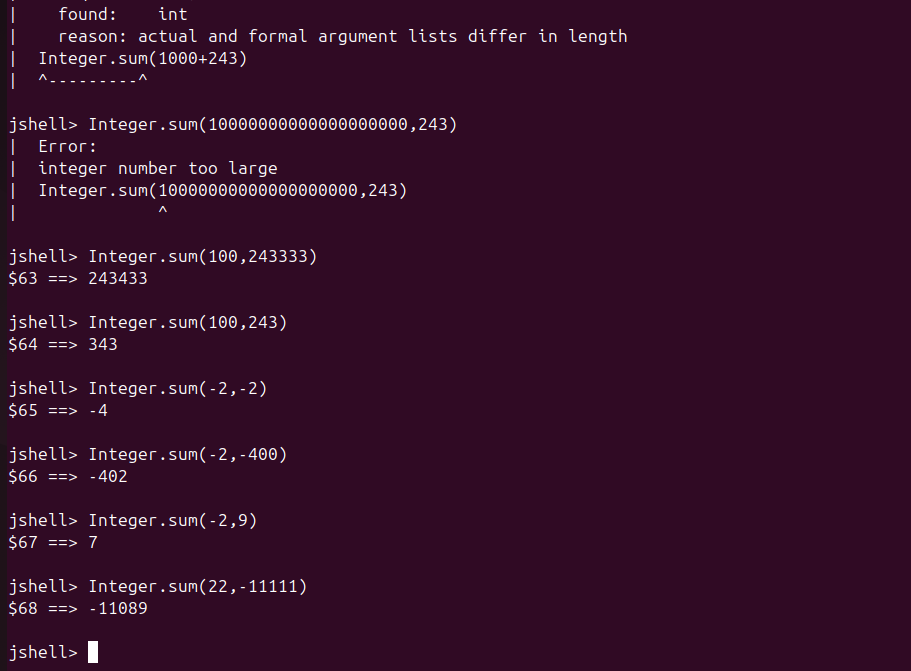 |    found:    int
|    reason: actual and formal argument lists differ in length
|  Integer.sum(1000+243)
|  ^---------^
jshell> Integer.sum(10000000000000000000,243)
|  Error:
|  integer number too large
|  Integer.sum(10000000000000000000,243)
|              ^
jshell> Integer.sum(100,243333)
$63 ==> 243433
jshell> Integer.sum(100,243)
$64 ==> 343
jshell> Integer.sum(-2,-2)
$65 ==> -4
jshell> Integer.sum(-2,-400)
$66 ==> -402
jshell> Integer.sum(-2,9)
$67 ==> 7
jshell> Integer.sum(22,-11111)
$68 ==> -11089
jshell>